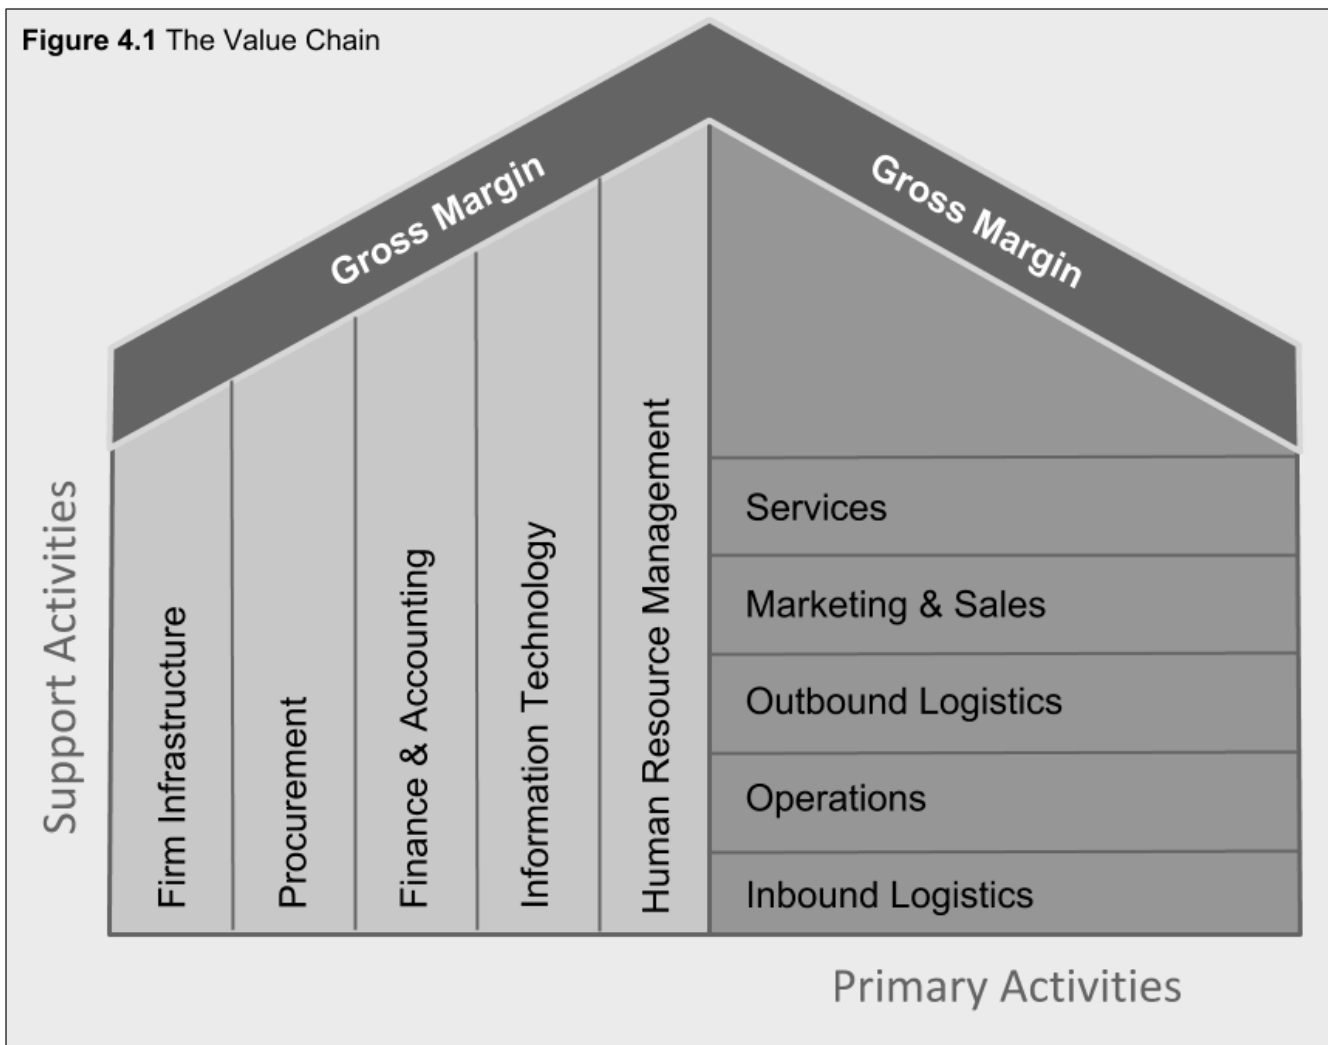 Figure 4.1 The Value Chain
Gross Margin
Gross Margin
Support Activities
Firm Infrastructure
Procurement
Finance & Accounting
Information Technology
Human Resource Management
Services
Marketing & Sales
Outbound Logistics
Operations
Inbound Logistics
Primary Activities